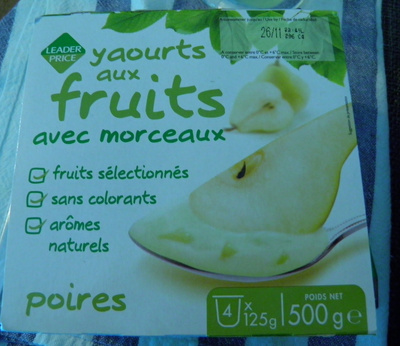 LEADER
PRICE
yaourts
aux
fruits
avec morceaux
fruits sélectionnés
sans colorants
arômes
naturels
poires
26/11
4 x
125g
POIDS NET
500g e